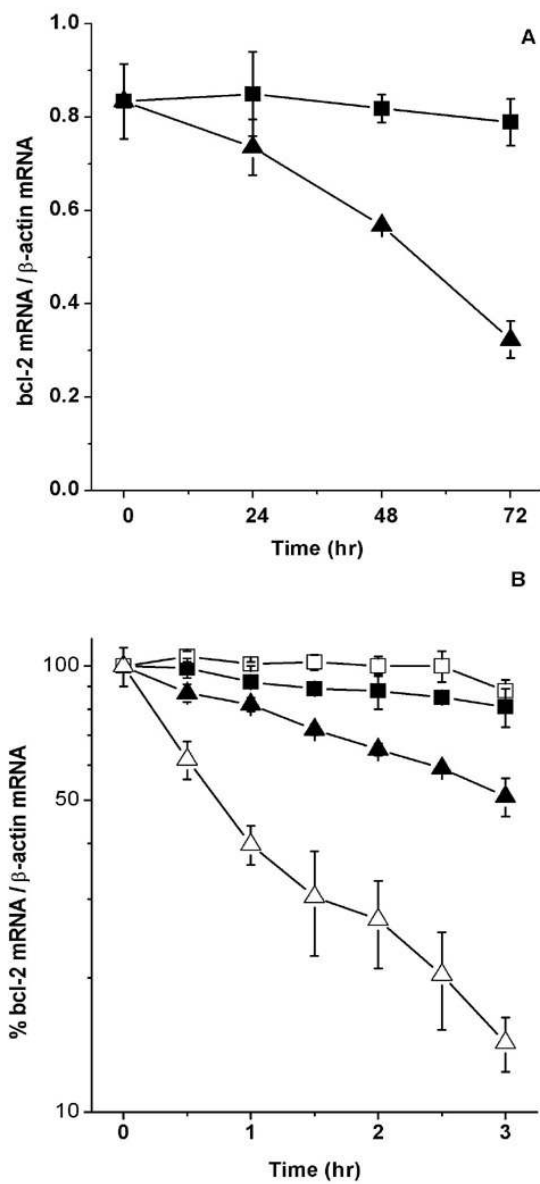 A
1.0
0.8
0.6
0.4
0.2
0.0
bcl-2 mRNA / β-actin mRNA
0 24 48 72
Time (hr)
B
100
50
10
% bcl-2 mRNA / β-actin mRNA
0 1 2 3
Time (hr)